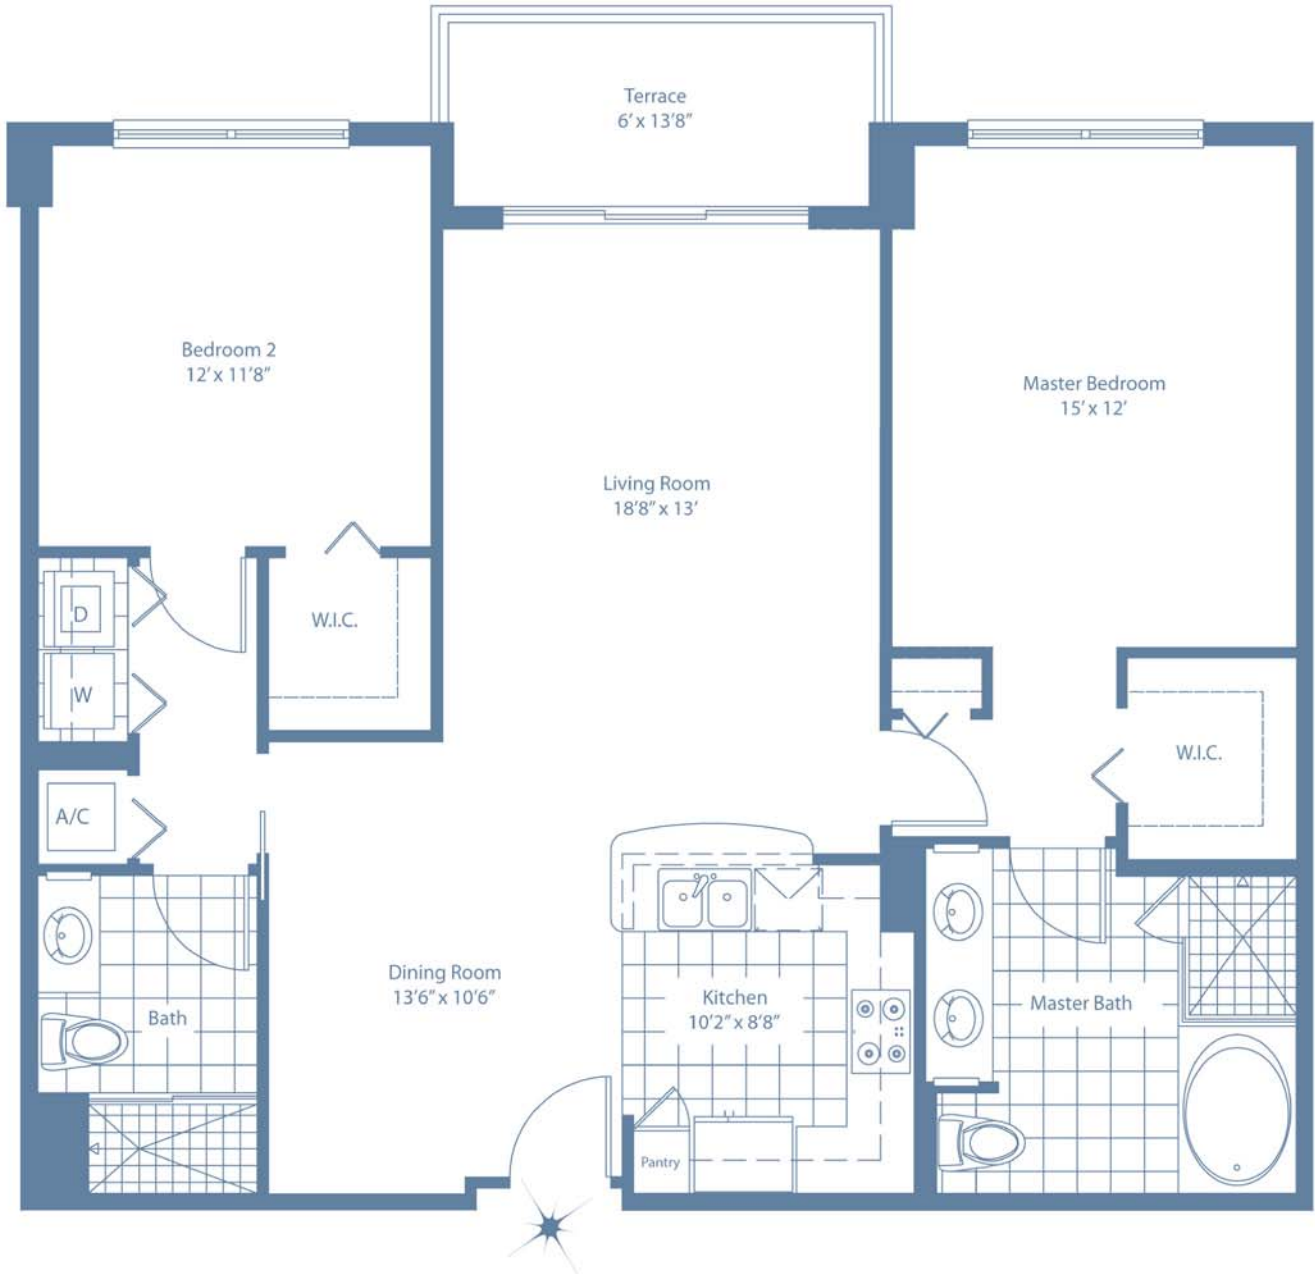 Terrace
6' x 13'8"
Bedroom 2
12' x 11'8"
Master Bedroom
15' x 12'
Living Room
18'8" x 13'
D
W.I.C.
W
W.I.C.
A/C
Dining Room
13'6" x 10'6"
Kitchen
10'2" x 8'8"
Master Bath
Bath
Pantry